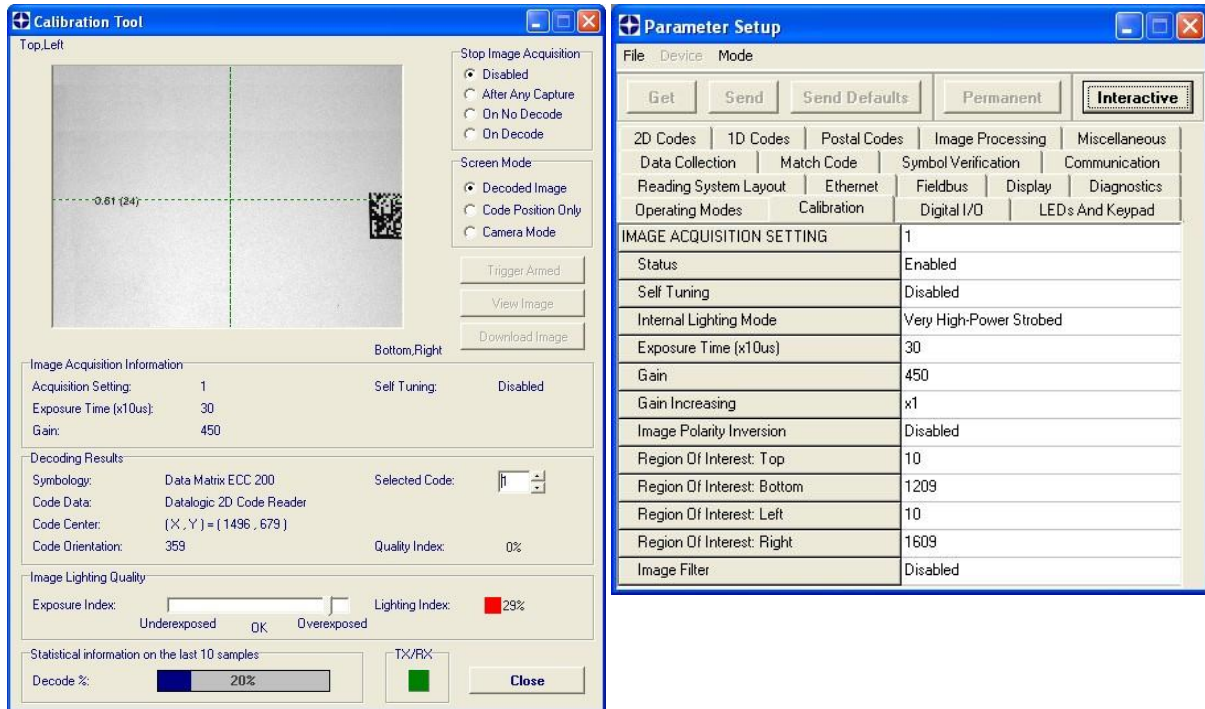 Calibration Tool
Top,Left
0.61 (24)
Bottom,Right
Stop Image Acquisition
Disabled
After Any Capture
On No Decode
On Decode
Screen Mode
Decoded Image
Code Position Only
Camera Mode
Trigger Armed
View Image
Download Image
Image Acquisition Information
Acquisition Setting: 1 Self Tuning: Disabled
Exposure Time (x10us): 30
Gain: 450
Decoding Results
Symbology: Data Matrix ECC 200 Selected Code: 1
Code Data: Datalogic 2D Code Reader
Code Center: ( X , Y ) = ( 1496 , 679 )
Code Orientation: 359 Quality Index: 0%
Image Lighting Quality
Exposure Index: Lighting Index: 29%
Underexposed OK Overexposed
Statistical information on the last 10 samples
Decode %: 20%
TX/RX
Close
Parameter Setup
File Device Mode
Get Send Send Defaults Permanent Interactive
2D Codes 1D Codes Postal Codes Image Processing Miscellaneous
Data Collection Match Code Symbol Verification Communication
Reading System Layout Ethernet Fieldbus Display Diagnostics
Operating Modes Calibration Digital I/O LEDs And Keypad
IMAGE ACQUISITION SETTING 1
Status Enabled
Self Tuning Disabled
Internal Lighting Mode Very High-Power Strobed
Exposure Time (x10us) 30
Gain 450
Gain Increasing x1
Image Polarity Inversion Disabled
Region Of Interest: Top 10
Region Of Interest: Bottom 1209
Region Of Interest: Left 10
Region Of Interest: Right 1609
Image Filter Disabled